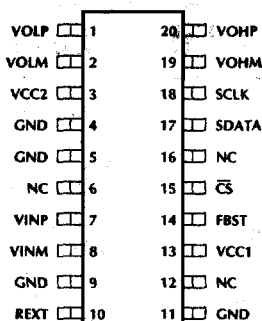 VOLP 1 20 VOHP
VOLM 2 19 VOHM
VCC2 3 18 SCLK
GND 4 17 SDATA
GND 5 16 NC
NC 6 15 C̅S̅
VINP 7 14 FBST
VINM 8 13 VCC1
GND 9 12 NC
REXT 10 11 GND